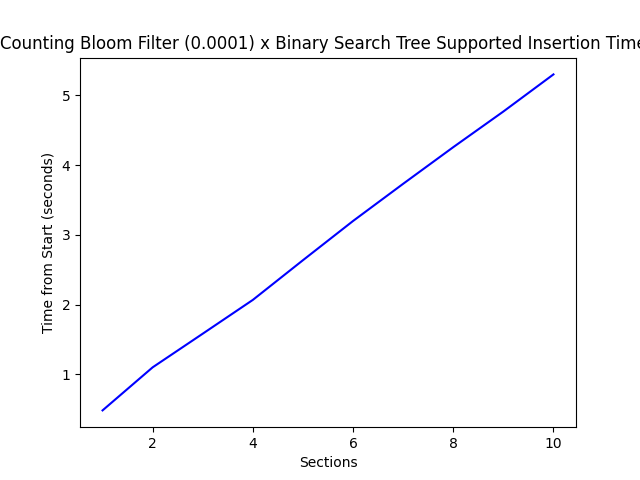 Counting Bloom Filter (0.0001) x Binary Search Tree Supported Insertion Time
Time from Start (seconds)
5
4
3
2
1
2 4 6 8 10
Sections